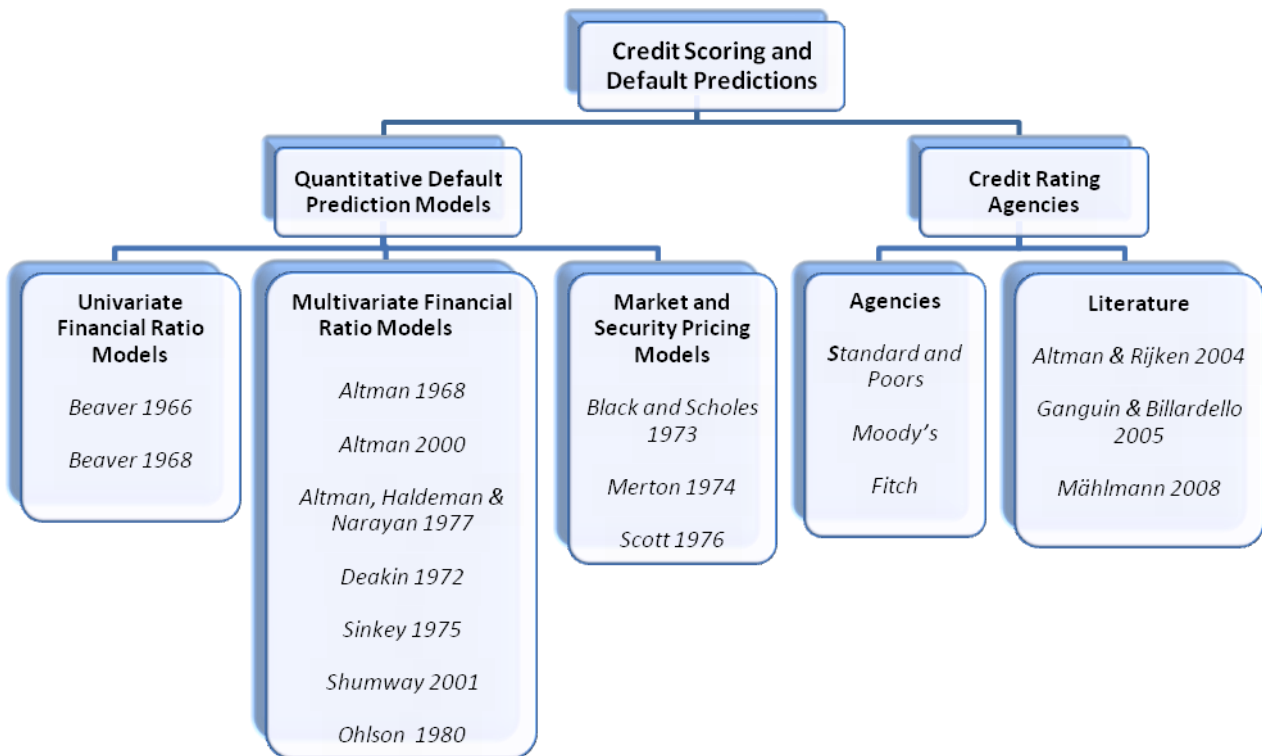 Credit Scoring and
Default Predictions
Quantitative Default
Prediction Models
Credit Rating
Agencies
Univariate
Financial Ratio
Models
Beaver 1966
Beaver 1968
Multivariate Financial
Ratio Models
Altman 1968
Altman 2000
Altman, Haldeman &
Narayan 1977
Deakin 1972
Sinkey 1975
Shumway 2001
Ohlson 1980
Market and
Security Pricing
Models
Black and Scholes
1973
Merton 1974
Scott 1976
Agencies
Standard and
Poors
Moody's
Fitch
Literature
Altman & Rijken 2004
Ganguin & Billardello
2005
Mählmann 2008